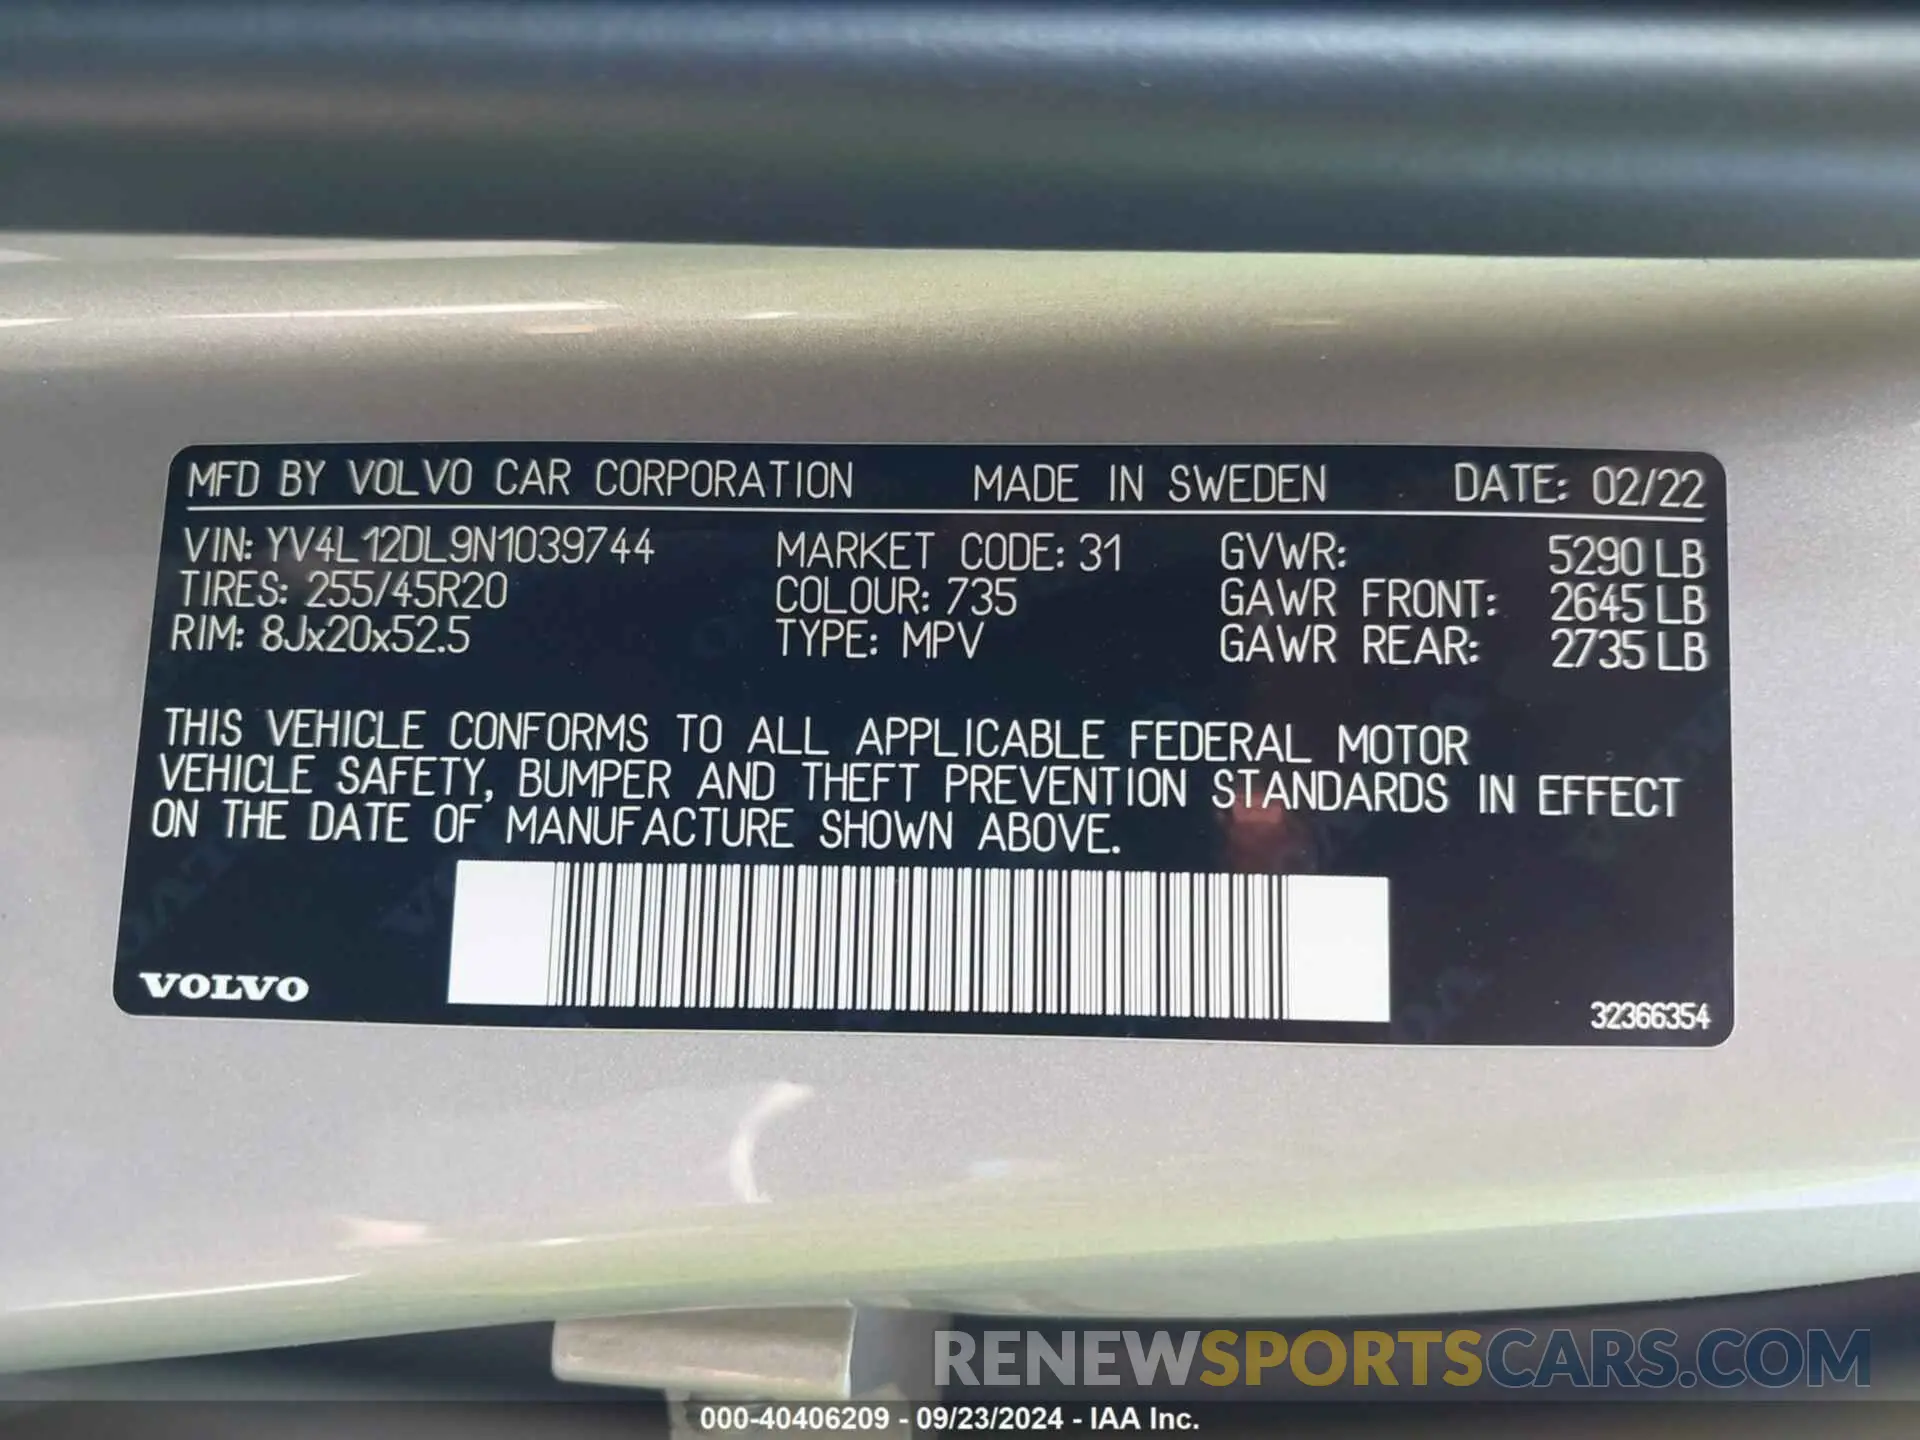 MFD BY VOLVO CAR CORPORATION MADE IN SWEDEN DATE: 02/22
VIN: YV4L12DL9N1039744 MARKET CODE: 31 GVWR: 5290 LB
TIRES: 255/45R20 COLOUR: 735 GAWR FRONT: 2645 LB
RIM: 8Jx20x52.5 TYPE: MPV GAWR REAR: 2735 LB
THIS VEHICLE CONFORMS TO ALL APPLICABLE FEDERAL MOTOR
VEHICLE SAFETY, BUMPER AND THEFT PREVENTION STANDARDS IN EFFECT
ON THE DATE OF MANUFACTURE SHOWN ABOVE.
VOLVO
32366354
RENEWSPORTSCARS.COM
000-40406209 - 09/23/2024 - IAA Inc.